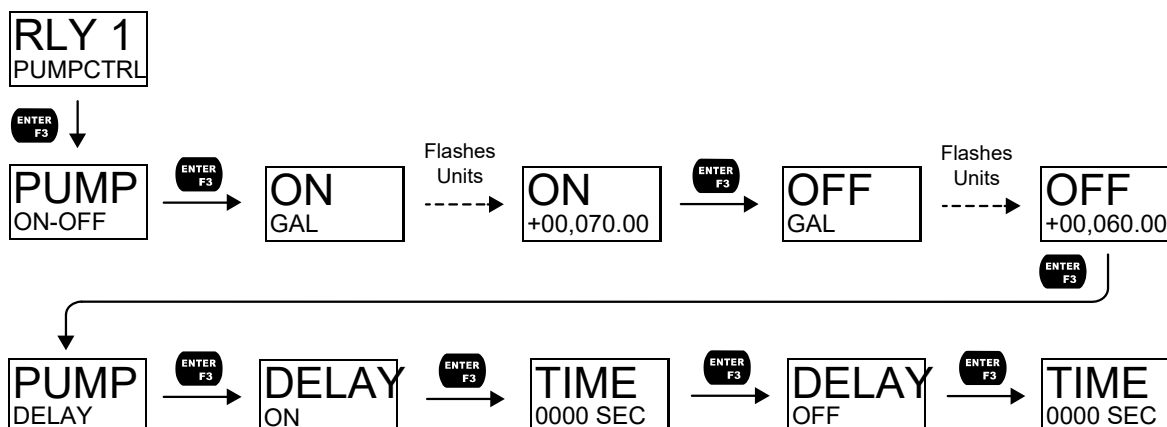 RLY 1
PUMPCTRL
ENTER
F3
PUMP
ON-OFF
ENTER
F3
ON
GAL
Flashes
Units
ON
+00,070.00
ENTER
F3
OFF
GAL
Flashes
Units
OFF
+00,060.00
ENTER
F3
PUMP
DELAY
ENTER
F3
DELAY
ON
ENTER
F3
TIME
0000 SEC
ENTER
F3
DELAY
OFF
ENTER
F3
TIME
0000 SEC